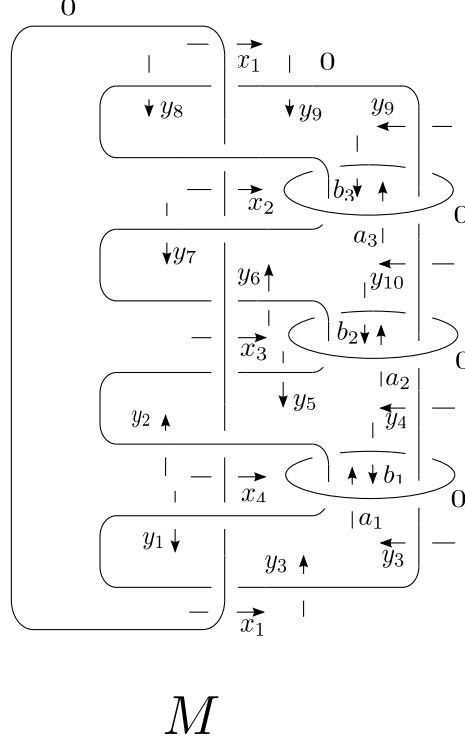 0
x₁ 0
y₈ y₉ y₉
b₃
x₂ 0
a₃
y₇ y₆ y₁₀
b₂
x₃ 0
a₂
y₅
y₂ y₄
b₁
x₄ 0
a₁
y₁ y₃ y₃
x₁
M